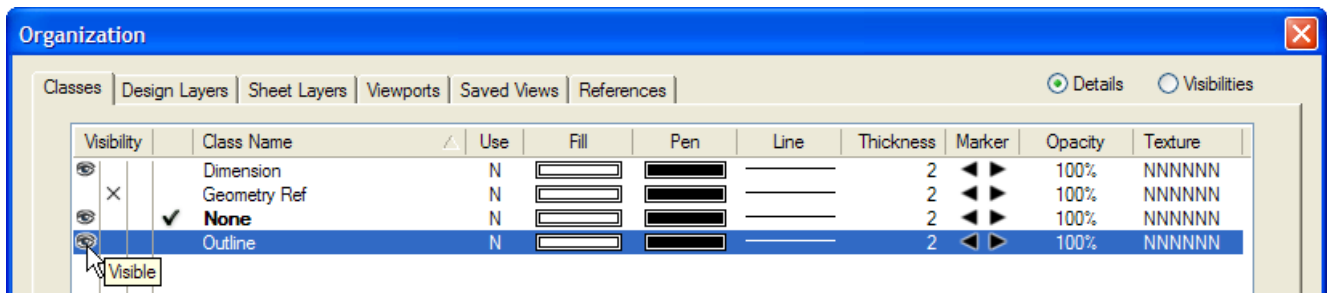 Organization
Classes Design Layers Sheet Layers Viewports Saved Views References Details Visibilities
Visibility Class Name Use Fill Pen Line Thickness Marker Opacity Texture
Dimension N 2 100% NNNNNN
Geometry Ref N 2 100% NNNNNN
None N 2 100% NNNNNN
Outline N 2 100% NNNNNN
Visible